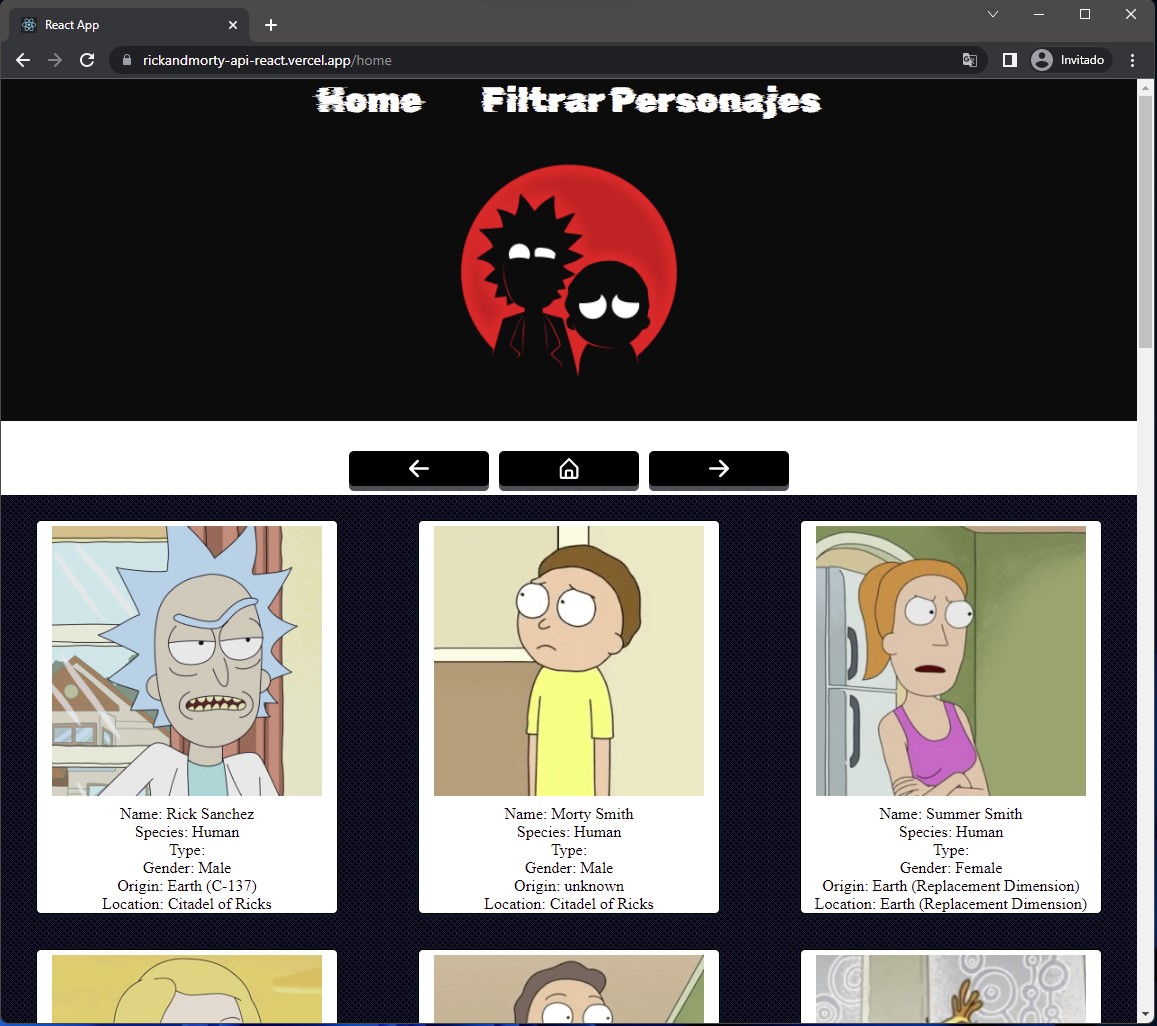 React App
rickandmorty-api-react.vercel.app/home
Invitado
Home Filtrar Personajes
Name: Rick Sanchez
Species: Human
Type:
Gender: Male
Origin: Earth (C-137)
Location: Citadel of Ricks
Name: Morty Smith
Species: Human
Type:
Gender: Male
Origin: unknown
Location: Citadel of Ricks
Name: Summer Smith
Species: Human
Type:
Gender: Female
Origin: Earth (Replacement Dimension)
Location: Earth (Replacement Dimension)